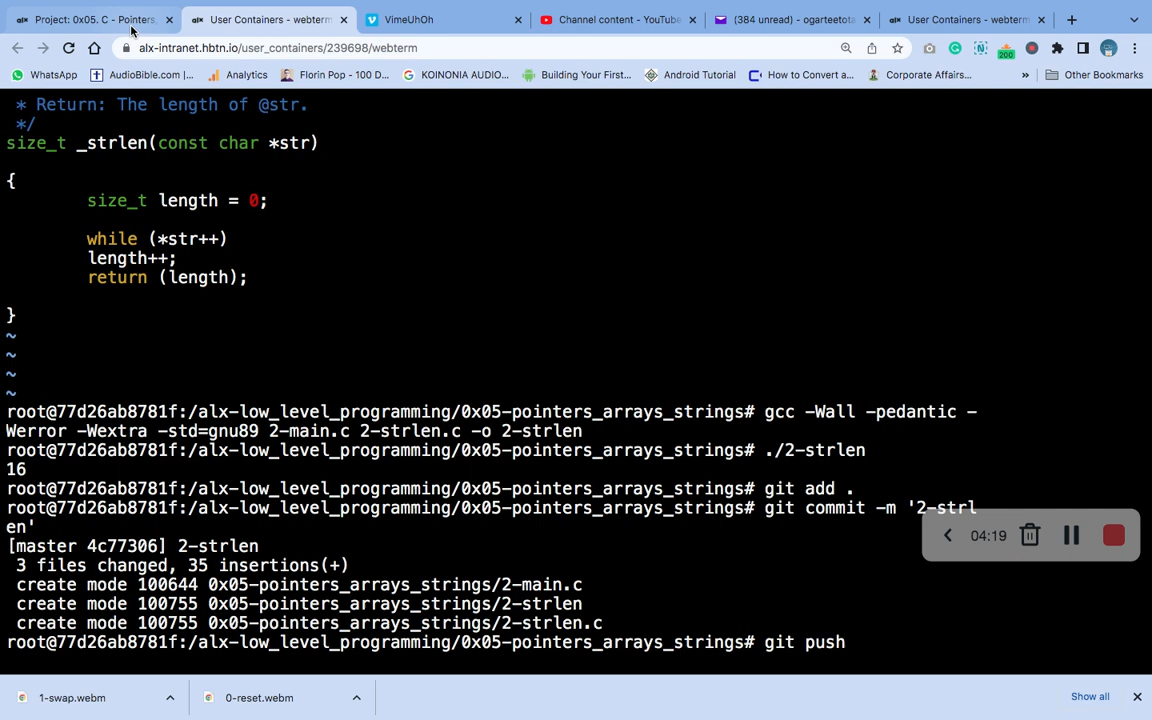 Project: 0x05. C - Pointers,
User Containers - webterm
VimeUhOh
Channel content - YouTube
(384 unread) - ogarteetota
User Containers - webterm
alx-intranet.hbtn.io/user_containers/239698/webterm
200
WhatsApp
AudioBible.com |...
Analytics
Florin Pop - 100 D...
KOINONIA AUDIO...
Building Your First...
Android Tutorial
How to Convert a...
Corporate Affairs...
»
Other Bookmarks
* Return: The length of @str.
*/
size_t _strlen(const char *str)
{
size_t length = 0;
while (*str++)
length++;
return (length);
}
~
~
~
~
root@77d26ab8781f:/alx-low_level_programming/0x05-pointers_arrays_strings# gcc -Wall -pedantic -
Werror -Wextra -std=gnu89 2-main.c 2-strlen.c -o 2-strlen
root@77d26ab8781f:/alx-low_level_programming/0x05-pointers_arrays_strings# ./2-strlen
16
root@77d26ab8781f:/alx-low_level_programming/0x05-pointers_arrays_strings# git add .
root@77d26ab8781f:/alx-low_level_programming/0x05-pointers_arrays_strings# git commit -m '2-strl
en'
[master 4c77306] 2-strlen
3 files changed, 35 insertions(+)
create mode 100644 0x05-pointers_arrays_strings/2-main.c
create mode 100755 0x05-pointers_arrays_strings/2-strlen
create mode 100755 0x05-pointers_arrays_strings/2-strlen.c
root@77d26ab8781f:/alx-low_level_programming/0x05-pointers_arrays_strings# git push
04:19
1-swap.webm
0-reset.webm
Show all